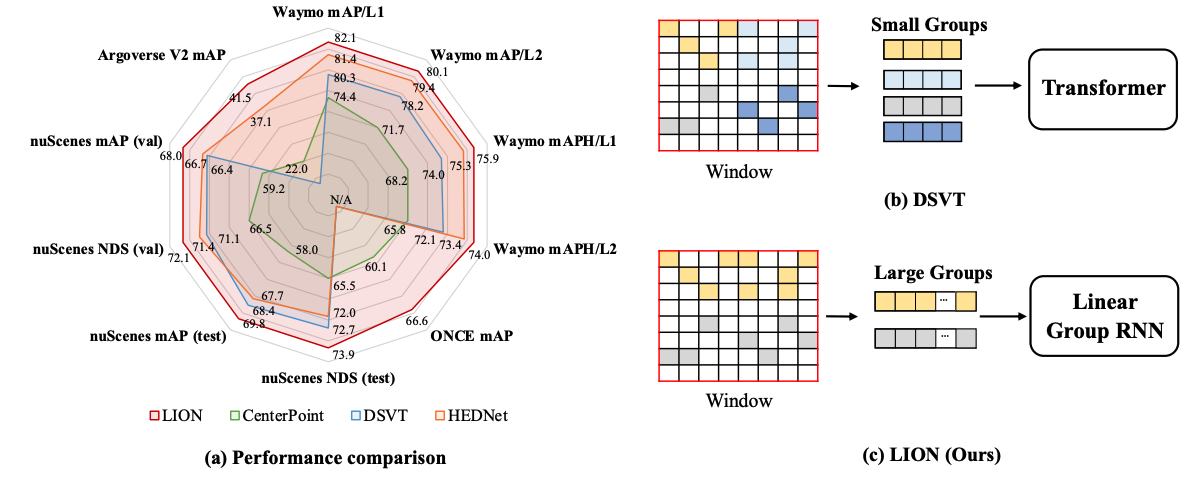 Waymo mAP/L1
Argoverse V2 mAP
Waymo mAP/L2
nuScenes mAP (val)
Waymo mAPH/L1
nuScenes NDS (val)
Waymo mAPH/L2
nuScenes mAP (test)
ONCE mAP
nuScenes NDS (test)
82.1
81.4
80.3
74.4
80.1
79.4
78.2
71.7
75.9
75.3
74.0
68.2
74.0
73.4
72.1
65.8
66.6
60.1
N/A
73.9
72.7
72.0
65.5
69.8
68.4
67.7
58.0
72.1
71.4
71.1
66.5
68.0
66.7
66.4
59.2
41.5
37.1
22.0
LION
CenterPoint
DSVT
HEDNet
(a) Performance comparison
Small Groups
Transformer
Window
(b) DSVT
Large Groups
...
...
Linear
Group RNN
Window
(c) LION (Ours)